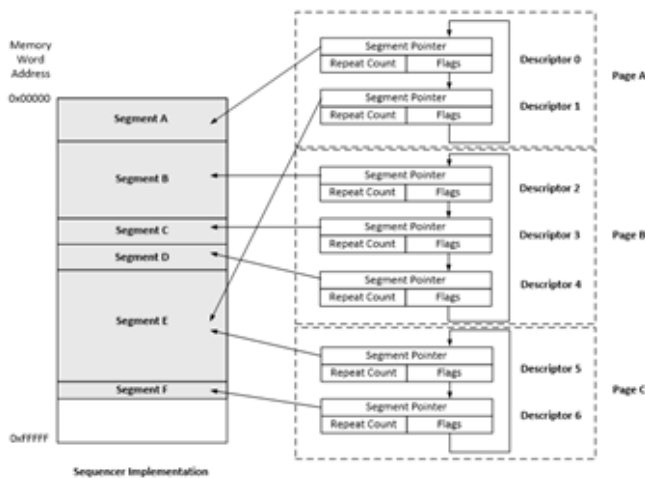 Memory
Word
Address
0x00000
Segment A
Segment B
Segment C
Segment D
Segment E
Segment F
0xFFFFF
Sequencer Implementation
Segment Pointer
Repeat Count Flags
Descriptor 0
Segment Pointer
Repeat Count Flags
Descriptor 1
Page A
Segment Pointer
Repeat Count Flags
Descriptor 2
Segment Pointer
Repeat Count Flags
Descriptor 3
Segment Pointer
Repeat Count Flags
Descriptor 4
Page B
Segment Pointer
Repeat Count Flags
Descriptor 5
Segment Pointer
Repeat Count Flags
Descriptor 6
Page C